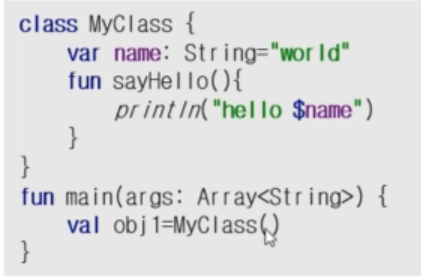 class MyClass {
    var name: String="world"
    fun sayHello(){
        println("hello $name")
    }
}
fun main(args: Array<String>) {
    val obj1=MyClass()
}